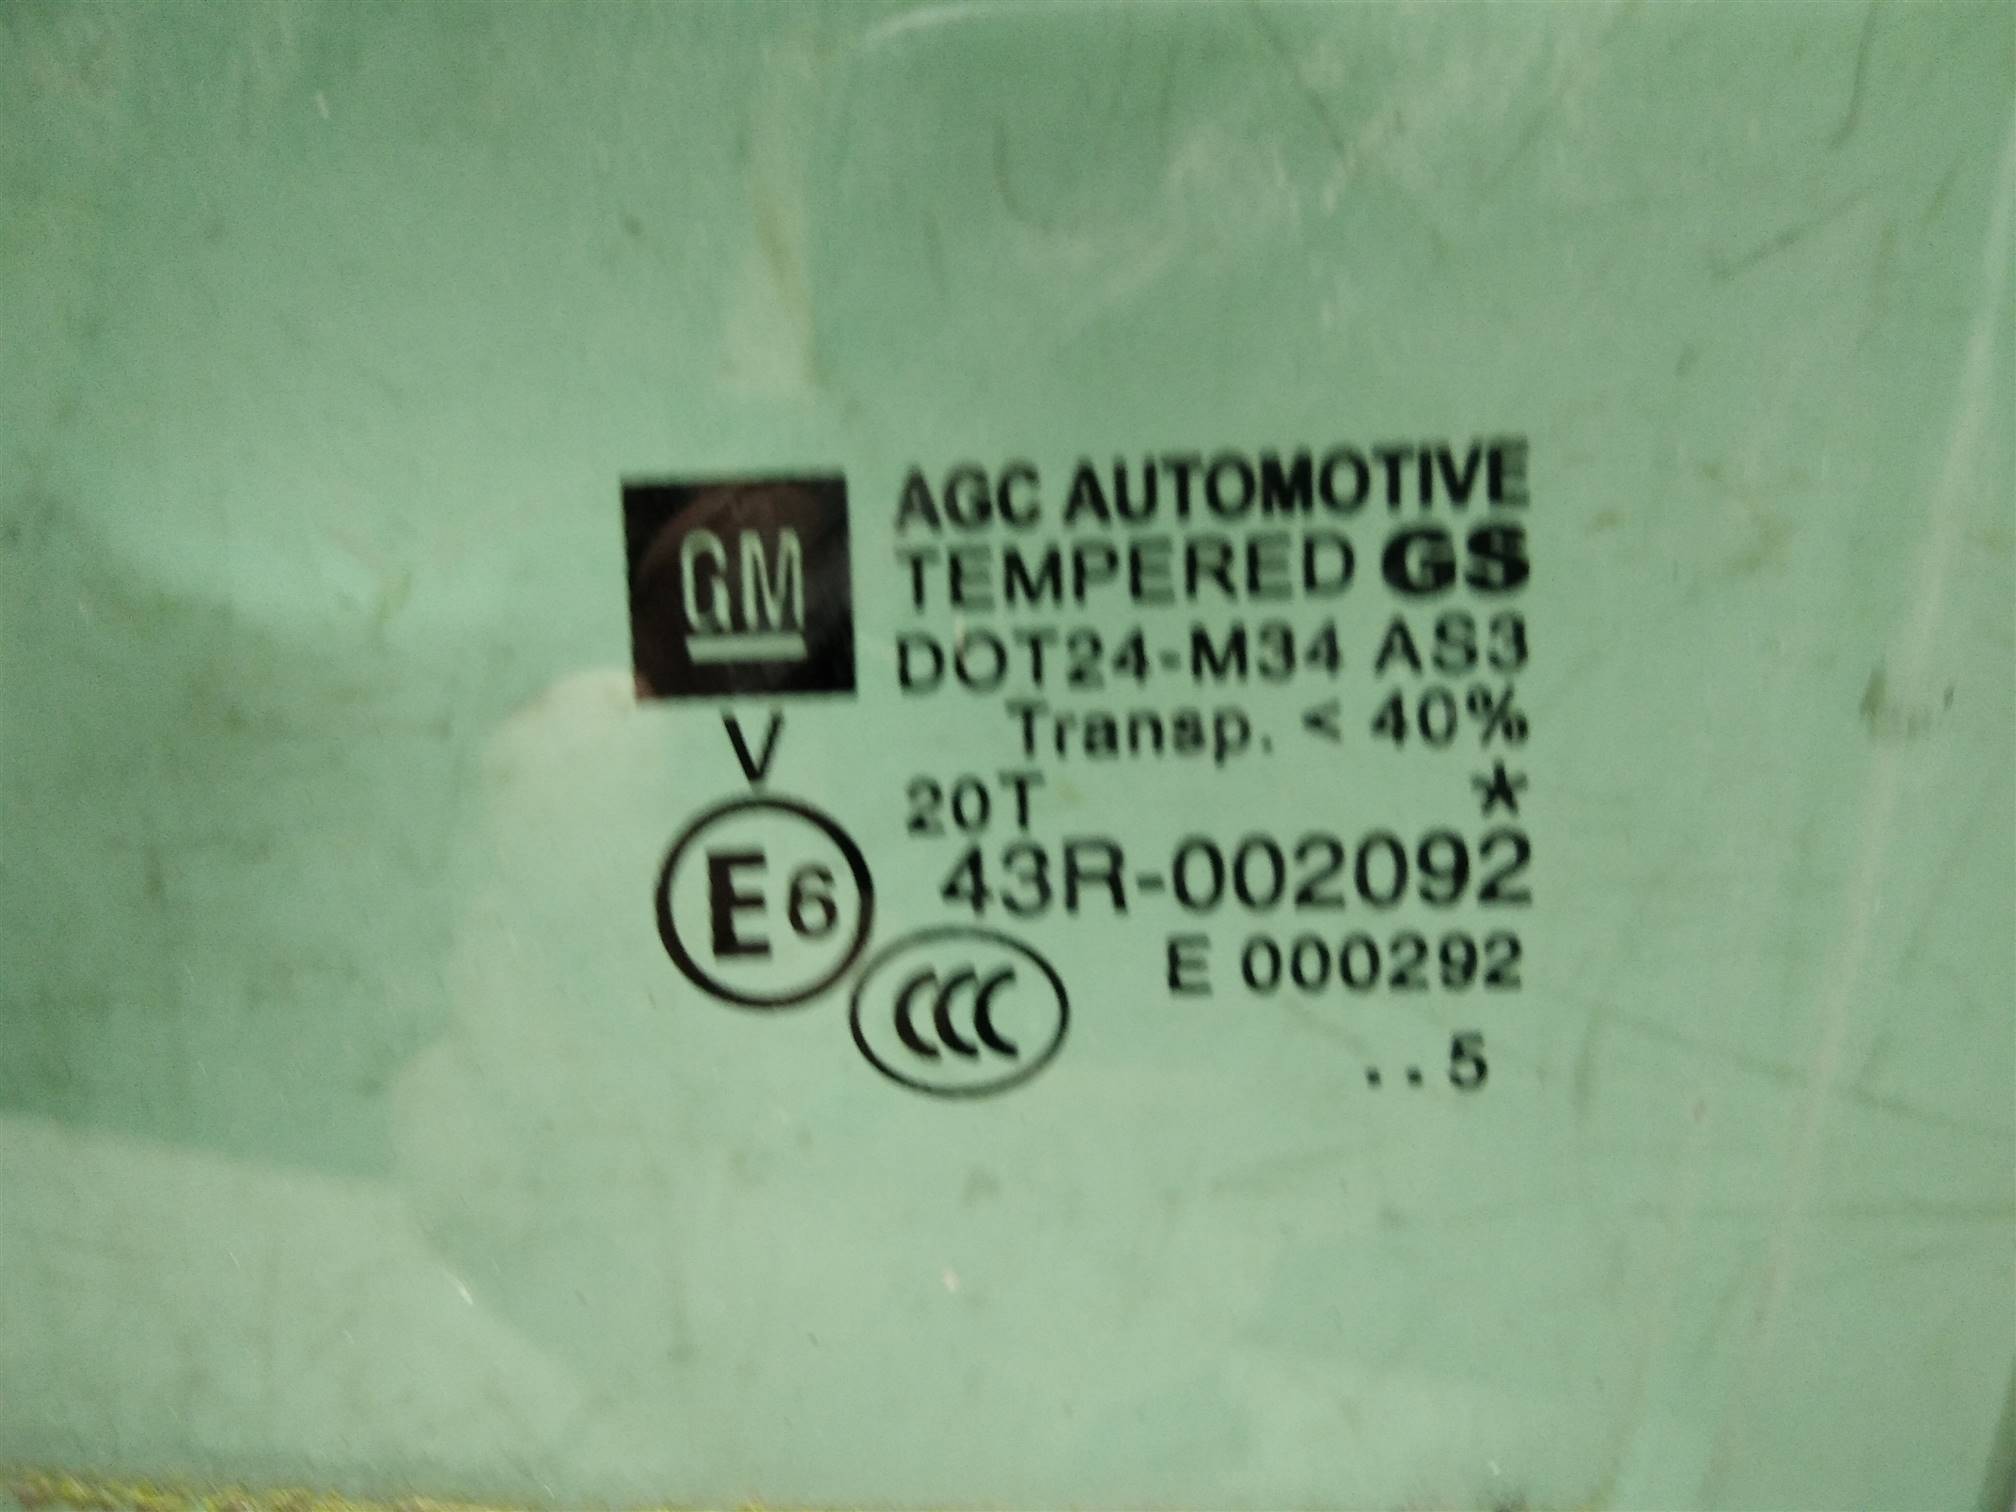 GM
AGC AUTOMOTIVE
TEMPERED GS
DOT24-M34 AS3
Transp. < 40%
V
20T *
E6
43R-002092
CCC
E 000292
..5